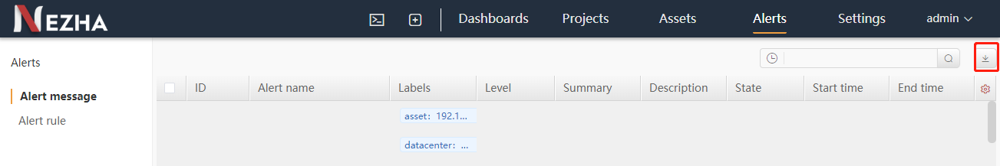 NEZHA
Dashboards Projects Assets Alerts Settings admin
Alerts
Alert message
Alert rule
ID Alert name Labels Level Summary Description State Start time End time
asset: 192.1...
datacenter: ...